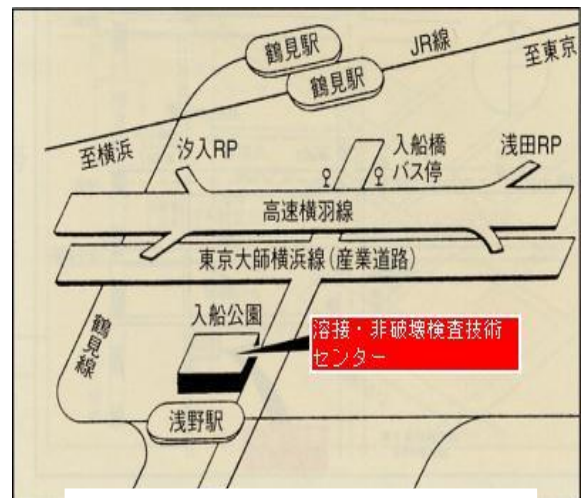 鶴見駅
JR線
至東京
鶴見駅
至横浜
汐入RP
入船橋
バス停
浅田RP
高速横羽線
東京大師横浜線(産業道路)
入船公園
溶接・非破壊検査技術
センター
鶴見線
浅野駅